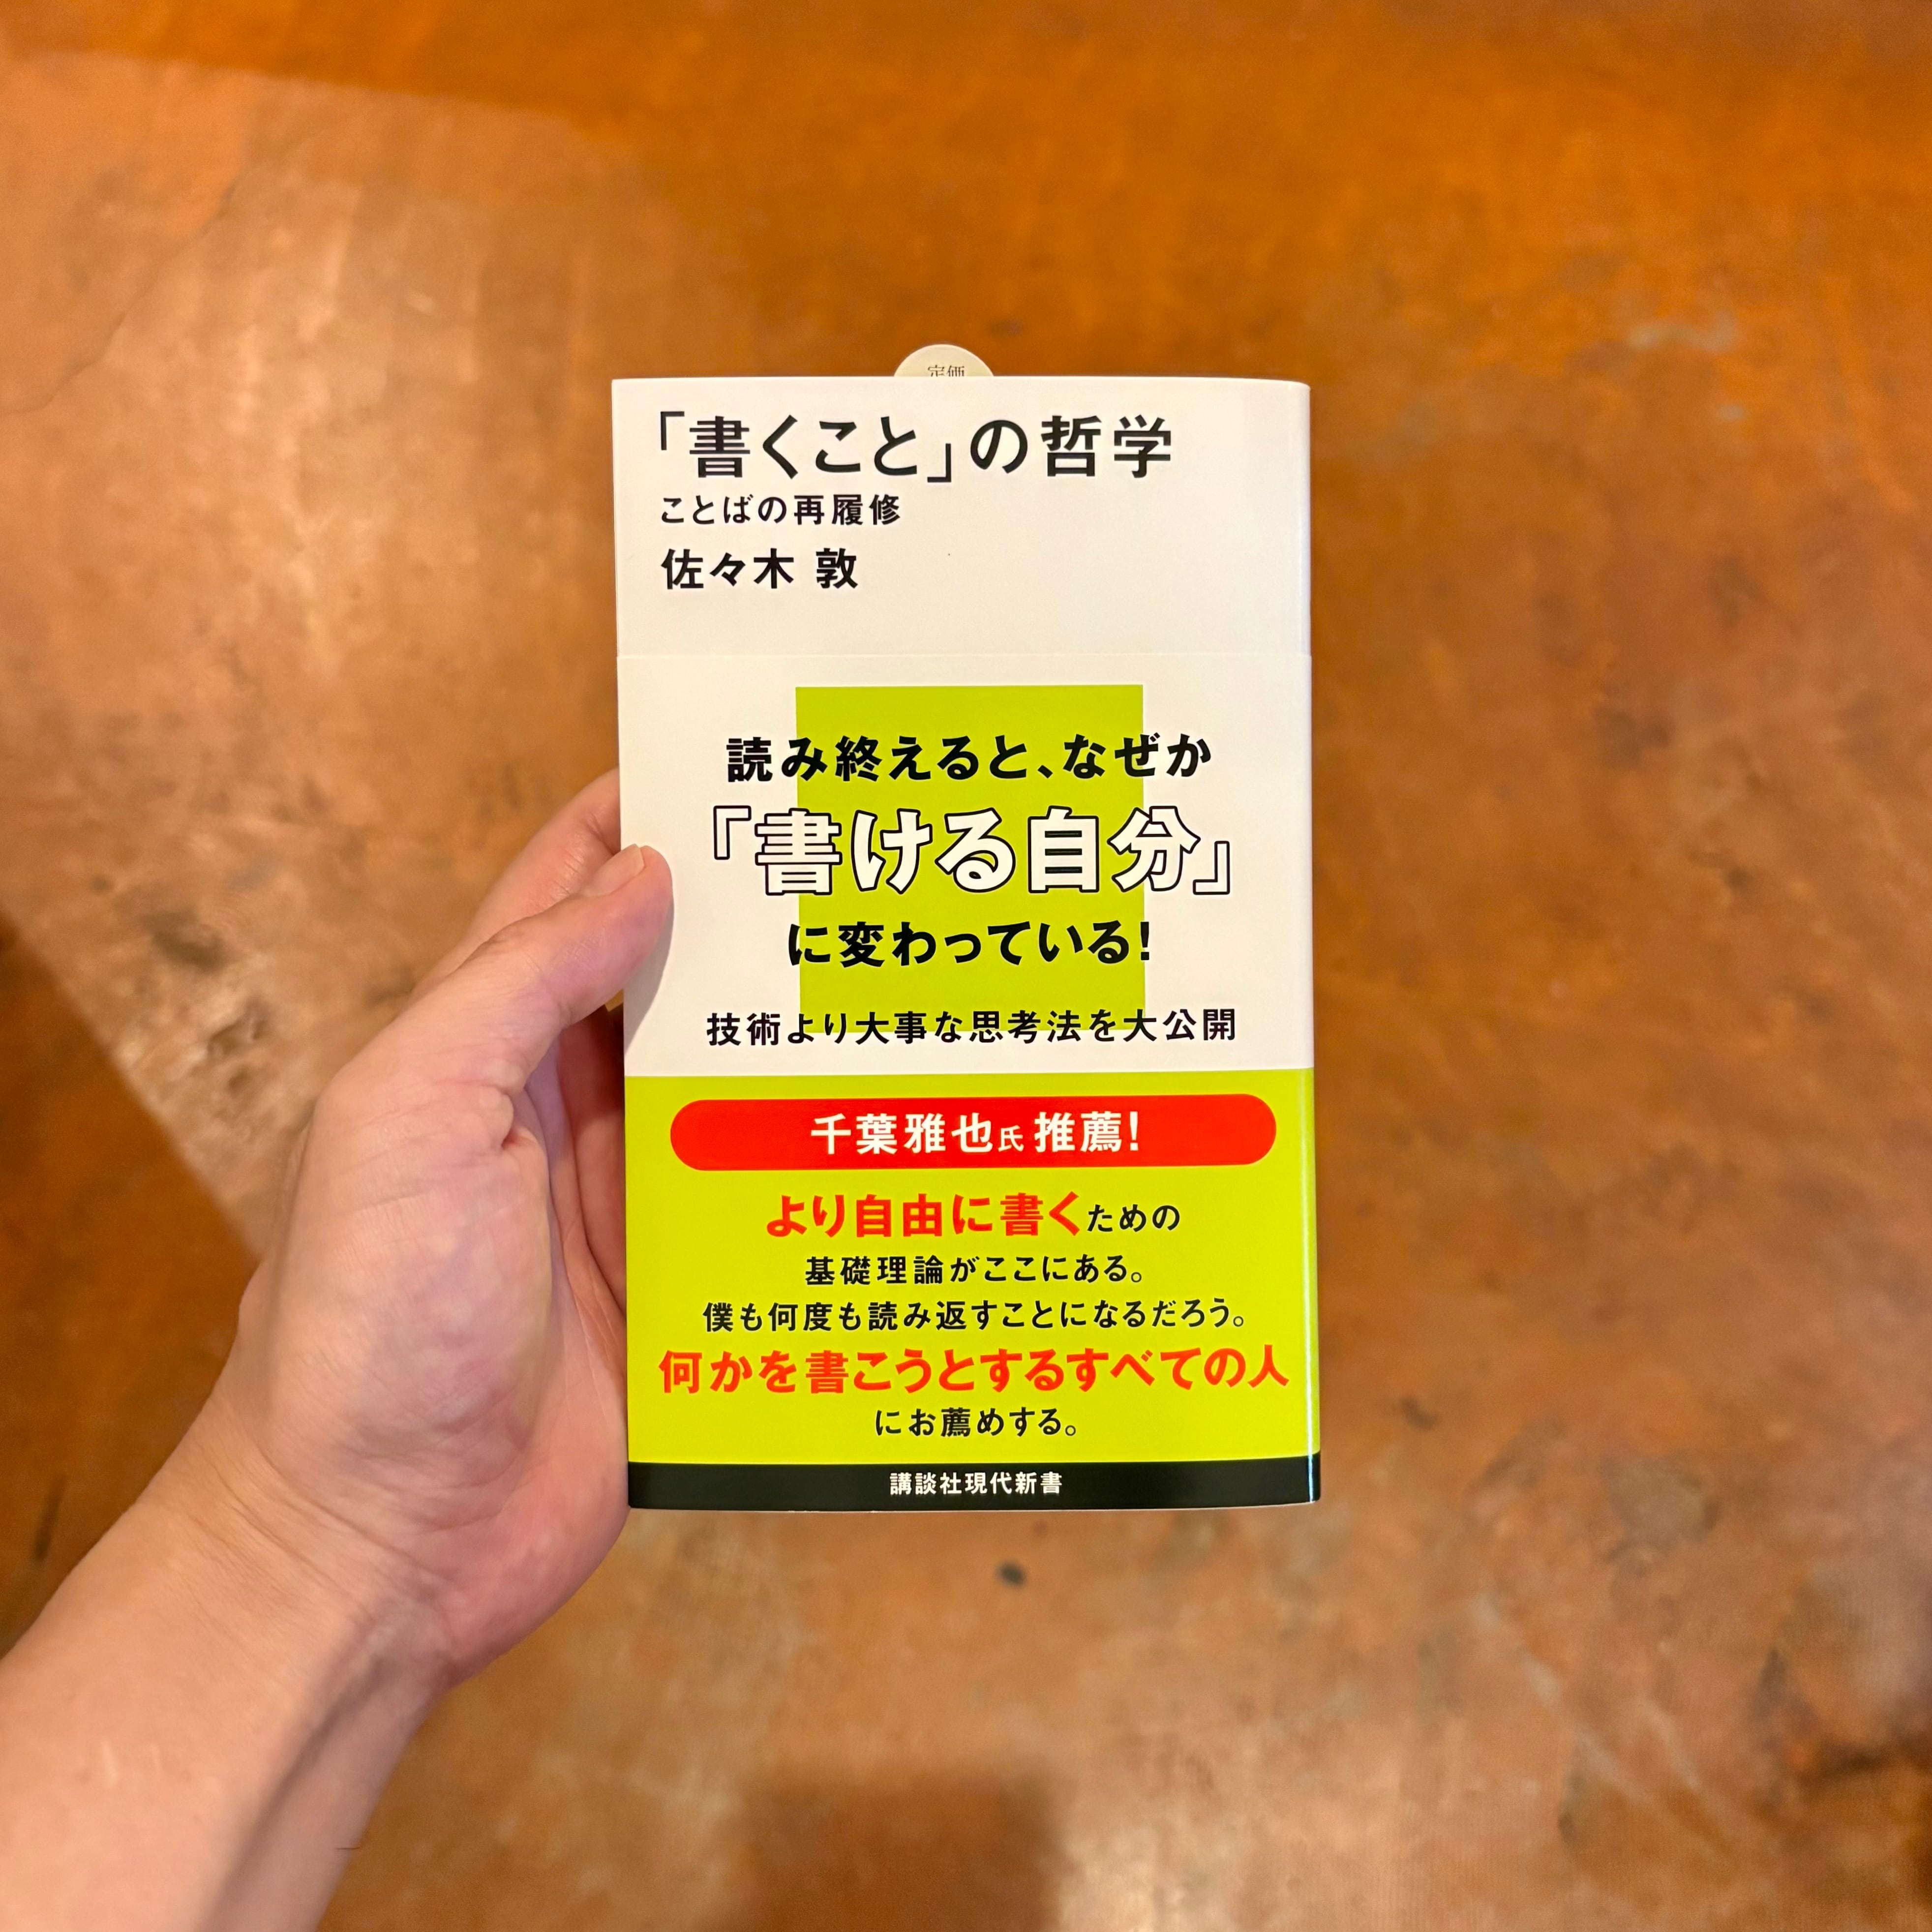 定価
「書くこと」の哲学
ことばの再履修
佐々木 敦
読み終えると、なぜか
「書ける自分」
に変わっている!
技術より大事な思考法を大公開
千葉雅也氏 推薦!
より自由に書くための
基礎理論がここにある。
僕も何度も読み返すことになるだろう。
何かを書こうとするすべての人
にお薦めする。
講談社現代新書